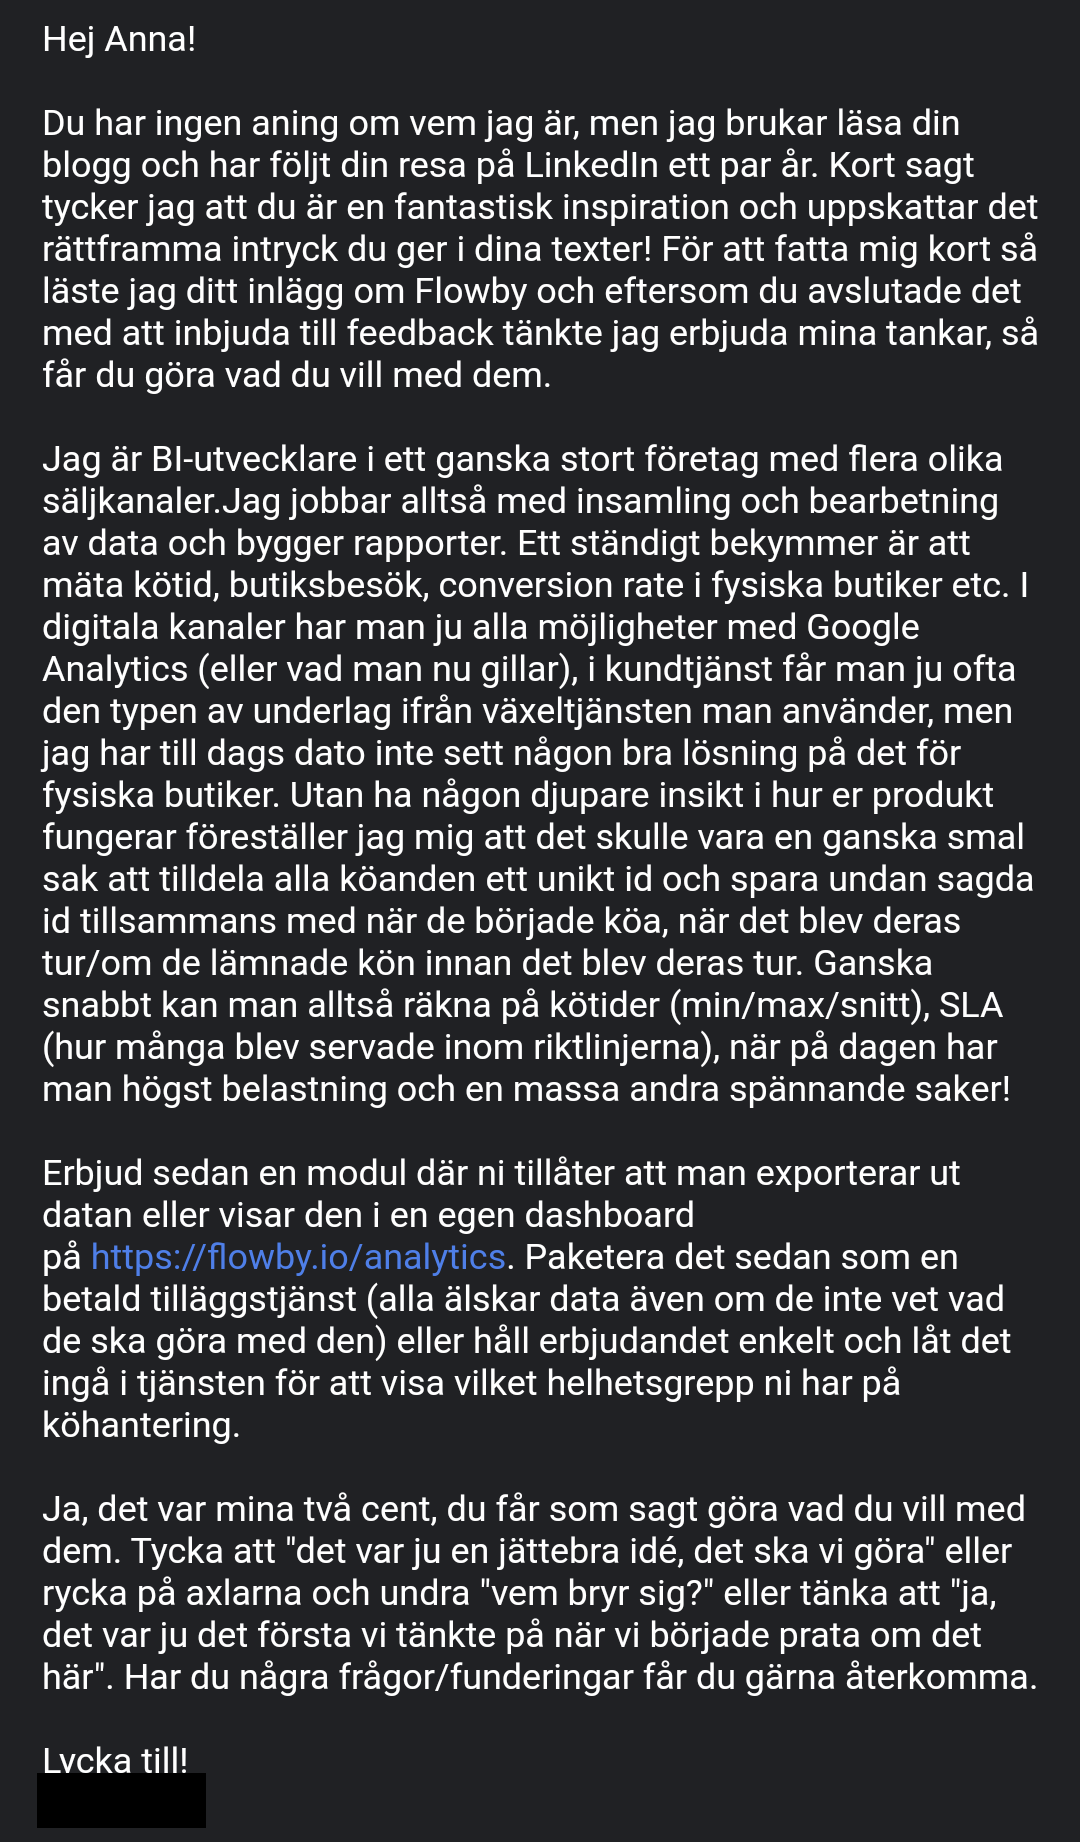 Hej Anna!
Du har ingen aning om vem jag är, men jag brukar läsa din
blogg och har följt din resa på LinkedIn ett par år. Kort sagt
tycker jag att du är en fantastisk inspiration och uppskattar det
rättframma intryck du ger i dina texter! För att fatta mig kort så
läste jag ditt inlägg om Flowby och eftersom du avslutade det
med att inbjuda till feedback tänkte jag erbjuda mina tankar, så
får du göra vad du vill med dem.
Jag är BI-utvecklare i ett ganska stort företag med flera olika
säljkanaler.Jag jobbar alltså med insamling och bearbetning
av data och bygger rapporter. Ett ständigt bekymmer är att
mäta kötid, butiksbesök, conversion rate i fysiska butiker etc. I
digitala kanaler har man ju alla möjligheter med Google
Analytics (eller vad man nu gillar), i kundtjänst får man ju ofta
den typen av underlag ifrån växeltjänsten man använder, men
jag har till dags dato inte sett någon bra lösning på det för
fysiska butiker. Utan ha någon djupare insikt i hur er produkt
fungerar föreställer jag mig att det skulle vara en ganska smal
sak att tilldela alla köanden ett unikt id och spara undan sagda
id tillsammans med när de började köa, när det blev deras
tur/om de lämnade kön innan det blev deras tur. Ganska
snabbt kan man alltså räkna på kötider (min/max/snitt), SLA
(hur många blev servade inom riktlinjerna), när på dagen har
man högst belastning och en massa andra spännande saker!
Erbjud sedan en modul där ni tillåter att man exporterar ut
datan eller visar den i en egen dashboard
på https://flowby.io/analytics. Paketera det sedan som en
betald tilläggstjänst (alla älskar data även om de inte vet vad
de ska göra med den) eller håll erbjudandet enkelt och låt det
ingå i tjänsten för att visa vilket helhetsgrepp ni har på
köhantering.
Ja, det var mina två cent, du får som sagt göra vad du vill med
dem. Tycka att "det var ju en jättebra idé, det ska vi göra" eller
rycka på axlarna och undra "vem bryr sig?" eller tänka att "ja,
det var ju det första vi tänkte på när vi började prata om det
här". Har du några frågor/funderingar får du gärna återkomma.
Lycka till!